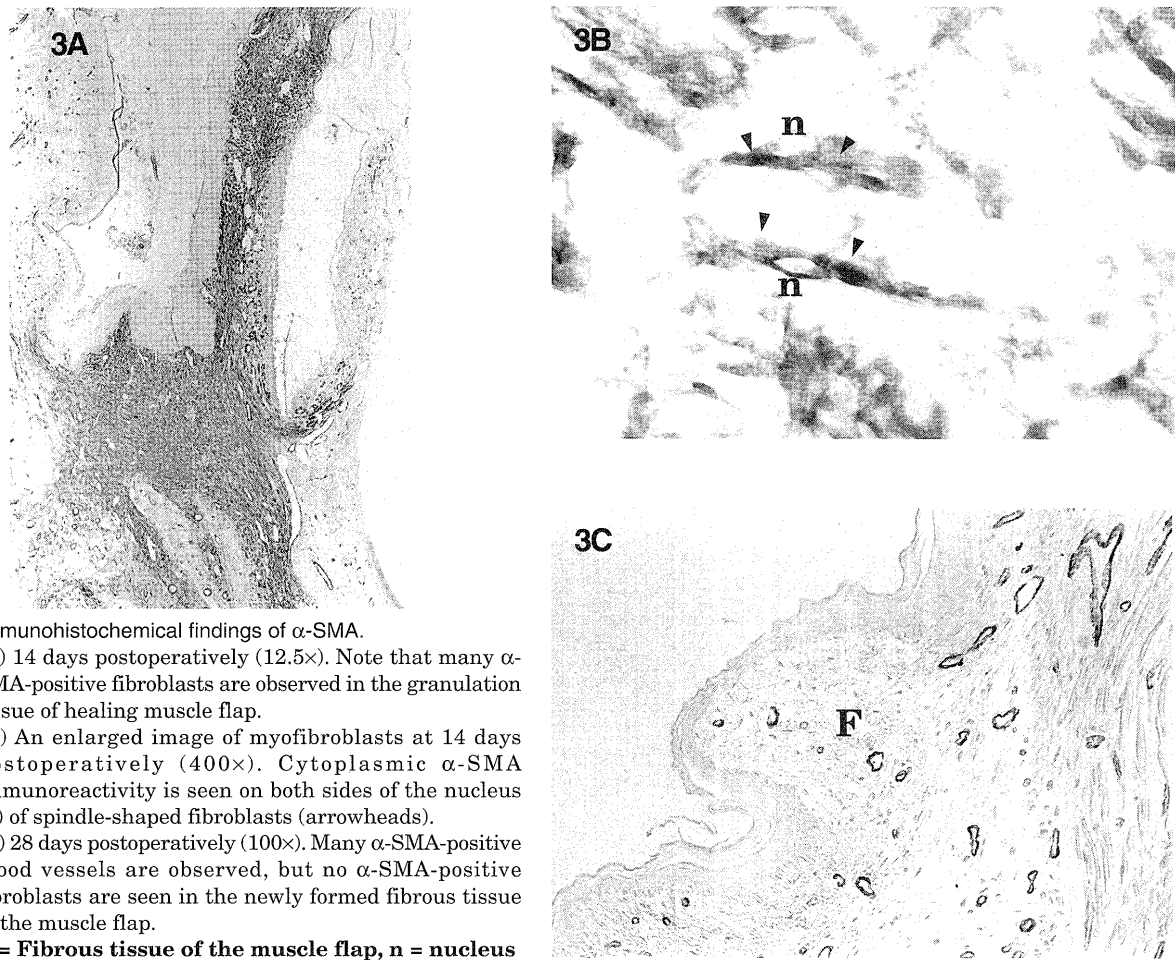 3A
3B
n
n
3C
F
munohistochemical findings of α-SMA.
) 14 days postoperatively (12.5×). Note that many α-
MA-positive fibroblasts are observed in the granulation
ssue of healing muscle flap.
) An enlarged image of myofibroblasts at 14 days
ostoperatively (400×). Cytoplasmic α-SMA
munoreactivity is seen on both sides of the nucleus
) of spindle-shaped fibroblasts (arrowheads).
) 28 days postoperatively (100×). Many α-SMA-positive
ood vessels are observed, but no α-SMA-positive
broblasts are seen in the newly formed fibrous tissue
the muscle flap.
= Fibrous tissue of the muscle flap, n = nucleus